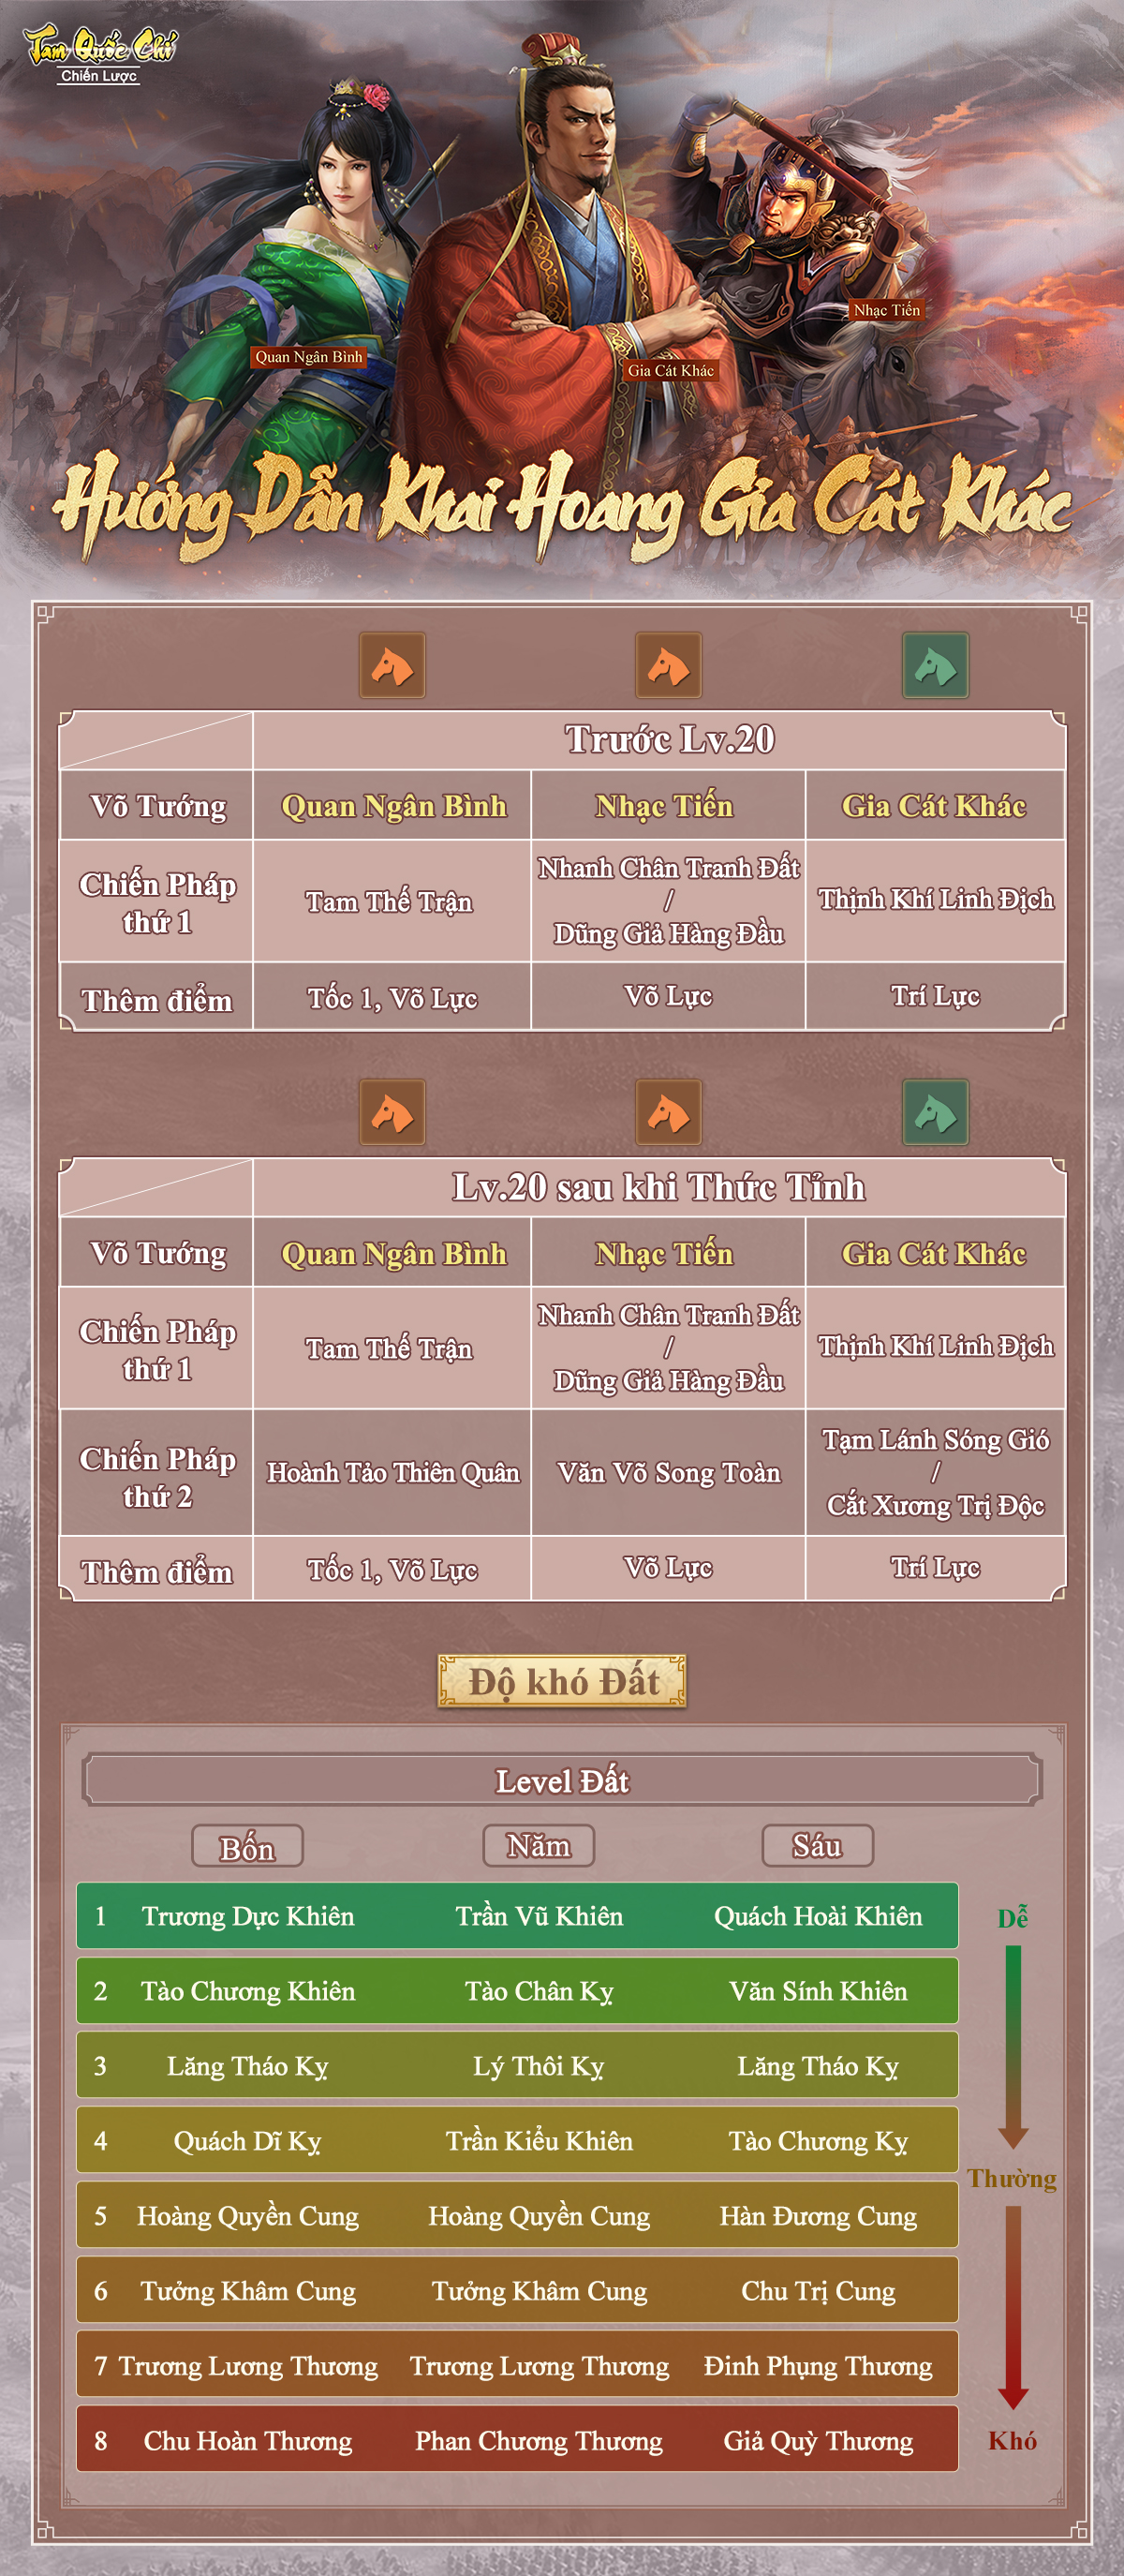 Tam Quốc Chí
Chiến Lược
Nhạc Tiến
Quan Ngân Bình
Gia Cát Khác
Hướng Dẫn Khai Hoang Gia Cát Khác
Trước Lv.20
Võ Tướng Quan Ngân Bình Nhạc Tiến Gia Cát Khác
Chiến Pháp
thứ 1
Tam Thế Trận
Nhanh Chân Tranh Đất
/
Dũng Giả Hàng Đầu
Thịnh Khí Linh Địch
Thêm điểm Tốc 1, Võ Lực Võ Lực Trí Lực
Lv.20 sau khi Thức Tỉnh
Võ Tướng Quan Ngân Bình Nhạc Tiến Gia Cát Khác
Chiến Pháp
thứ 1
Tam Thế Trận
Nhanh Chân Tranh Đất
/
Dũng Giả Hàng Đầu
Thịnh Khí Linh Địch
Chiến Pháp
thứ 2
Hoành Tảo Thiên Quân
Văn Võ Song Toàn
Tạm Lánh Sóng Gió
/
Cắt Xương Trị Độc
Thêm điểm Tốc 1, Võ Lực Võ Lực Trí Lực
Độ khó Đất
Level Đất
Bốn Năm Sáu
1 Trương Dực Khiên Trần Vũ Khiên Quách Hoài Khiên Dễ
2 Tào Chương Khiên Tào Chân Kỵ Văn Sính Khiên
3 Lăng Tháo Kỵ Lý Thôi Kỵ Lăng Tháo Kỵ
4 Quách Dĩ Kỵ Trần Kiểu Khiên Tào Chương Kỵ
Thường
5 Hoàng Quyền Cung Hoàng Quyền Cung Hàn Đương Cung
6 Tưởng Khâm Cung Tưởng Khâm Cung Chu Trị Cung
7 Trương Lương Thương Trương Lương Thương Đinh Phụng Thương
8 Chu Hoàn Thương Phan Chương Thương Giả Quỳ Thương Khó